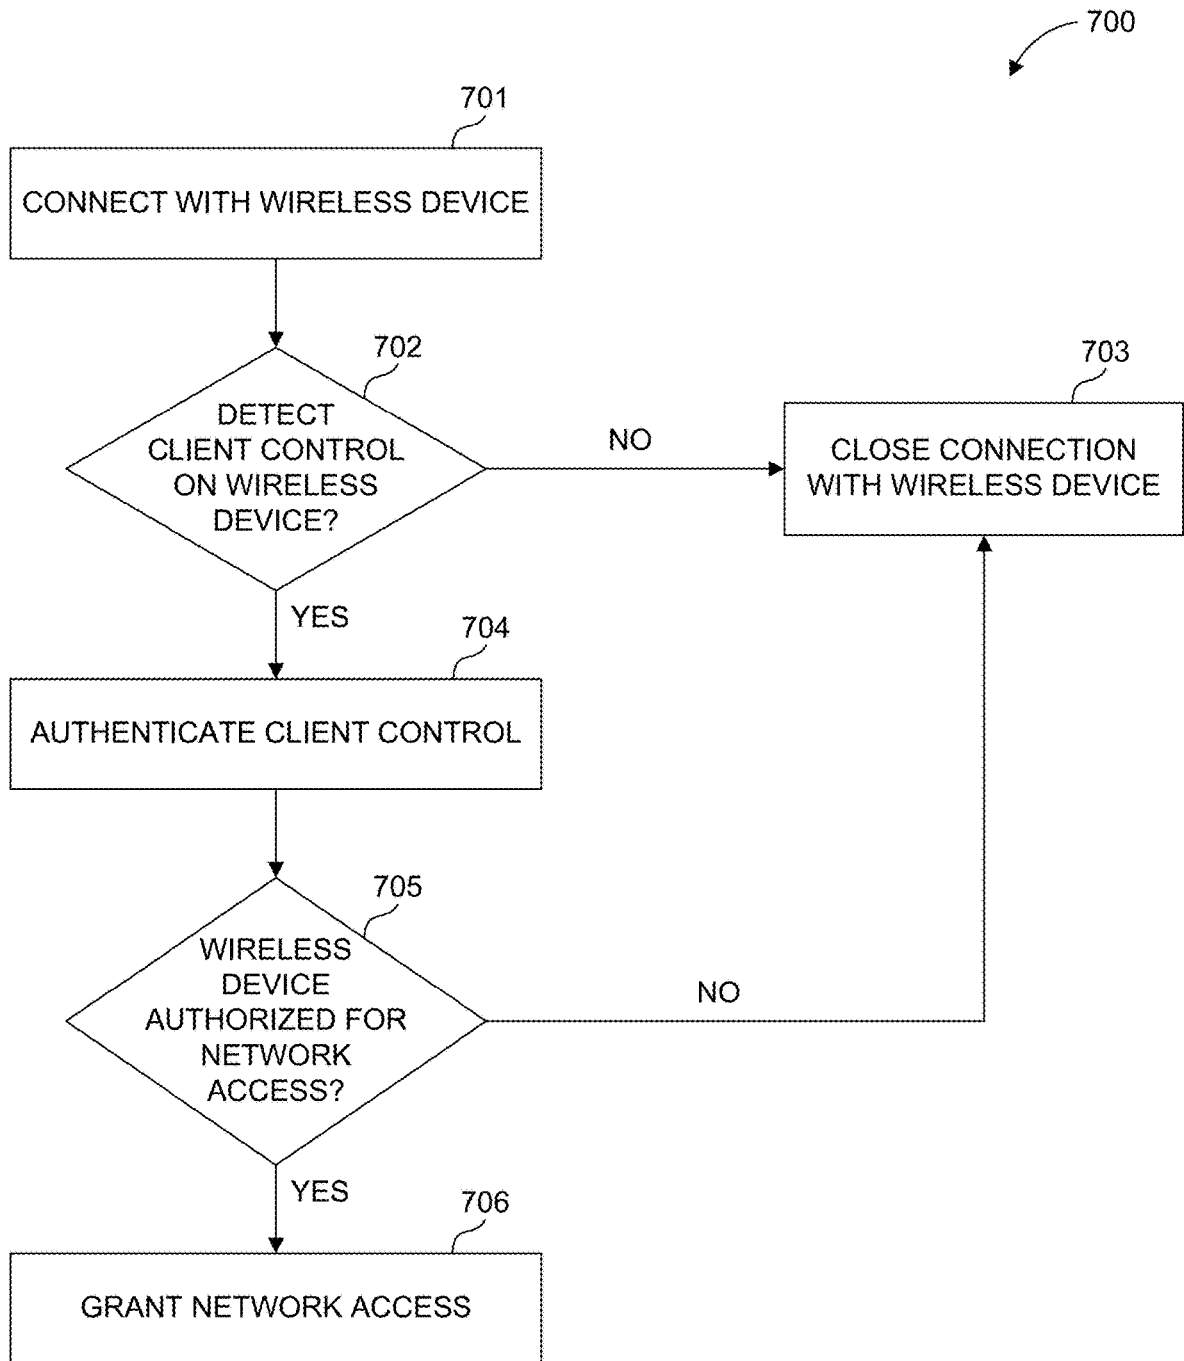 700
701
CONNECT WITH WIRELESS DEVICE
702
DETECT
CLIENT CONTROL
ON WIRELESS
DEVICE?
NO
703
CLOSE CONNECTION
WITH WIRELESS DEVICE
YES
704
AUTHENTICATE CLIENT CONTROL
705
WIRELESS
DEVICE
AUTHORIZED FOR
NETWORK
ACCESS?
NO
YES
706
GRANT NETWORK ACCESS